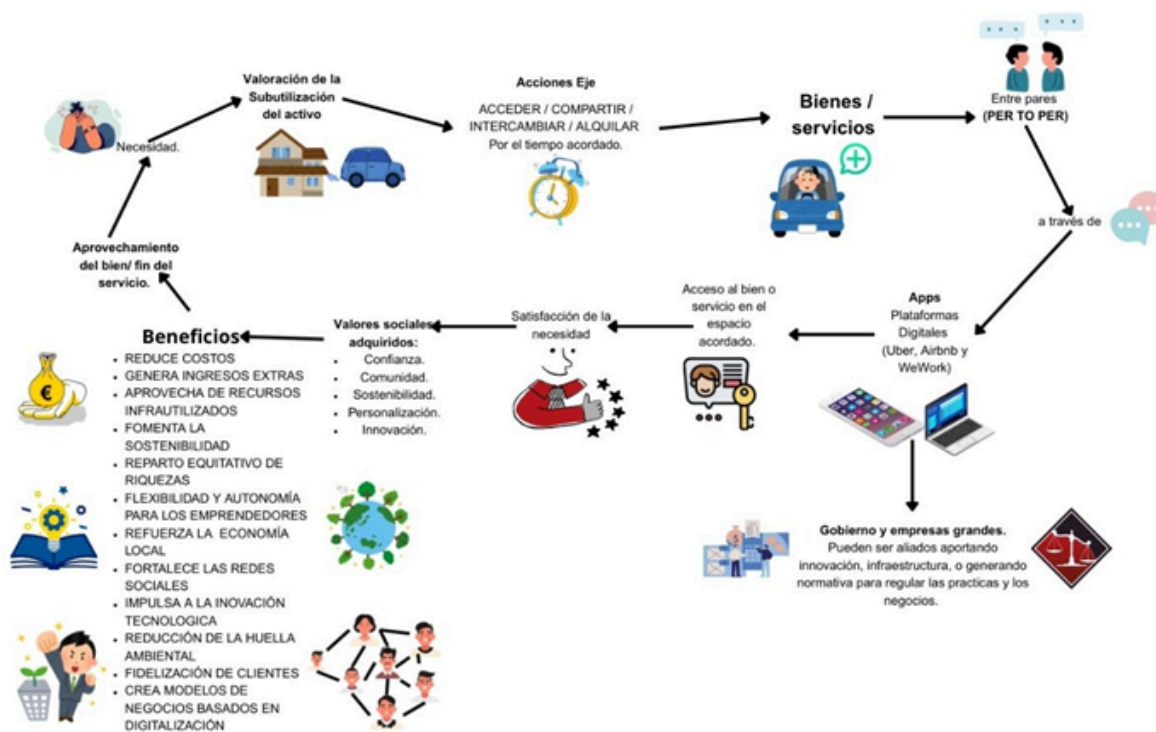 Necesidad.
Valoración de la
Subutilización
del activo
Acciones Eje
ACCEDER / COMPARTIR /
INTERCAMBIAR / ALQUILAR
Por el tiempo acordado.
Bienes /
servicios
Entre pares
(PER TO PER)
a través de
Apps
Plataformas
Digitales
(Uber, Airbnb y
WeWork)
Gobierno y empresas grandes.
Pueden ser aliados aportando
innovación, infraestructura, o generando
normativa para regular las practicas y los
negocios.
Acceso al bien o
servicio en el
espacio
acordado.
Satisfacción de la
necesidad
Valores sociales
adquiridos:
• Confianza.
• Comunidad.
• Sostenibilidad.
• Personalización.
• Innovación.
Beneficios
• REDUCE COSTOS
• GENERA INGRESOS EXTRAS
• APROVECHA DE RECURSOS
INFRAUTILIZADOS
• FOMENTA LA
SOSTENIBILIDAD
• REPARTO EQUITATIVO DE
RIQUEZAS
• FLEXIBILIDAD Y AUTONOMÍA
PARA LOS EMPRENDEDORES
• REFUERZA LA ECONOMÍA
LOCAL
• FORTALECE LAS REDES
SOCIALES
• IMPULSA A LA INOVACIÓN
TECNOLOGICA
• REDUCCIÓN DE LA HUELLA
AMBIENTAL
• FIDELIZACIÓN DE CLIENTES
• CREA MODELOS DE
NEGOCIOS BASADOS EN
DIGITALIZACIÓN
Aprovechamiento
del bien/ fin del
servicio.